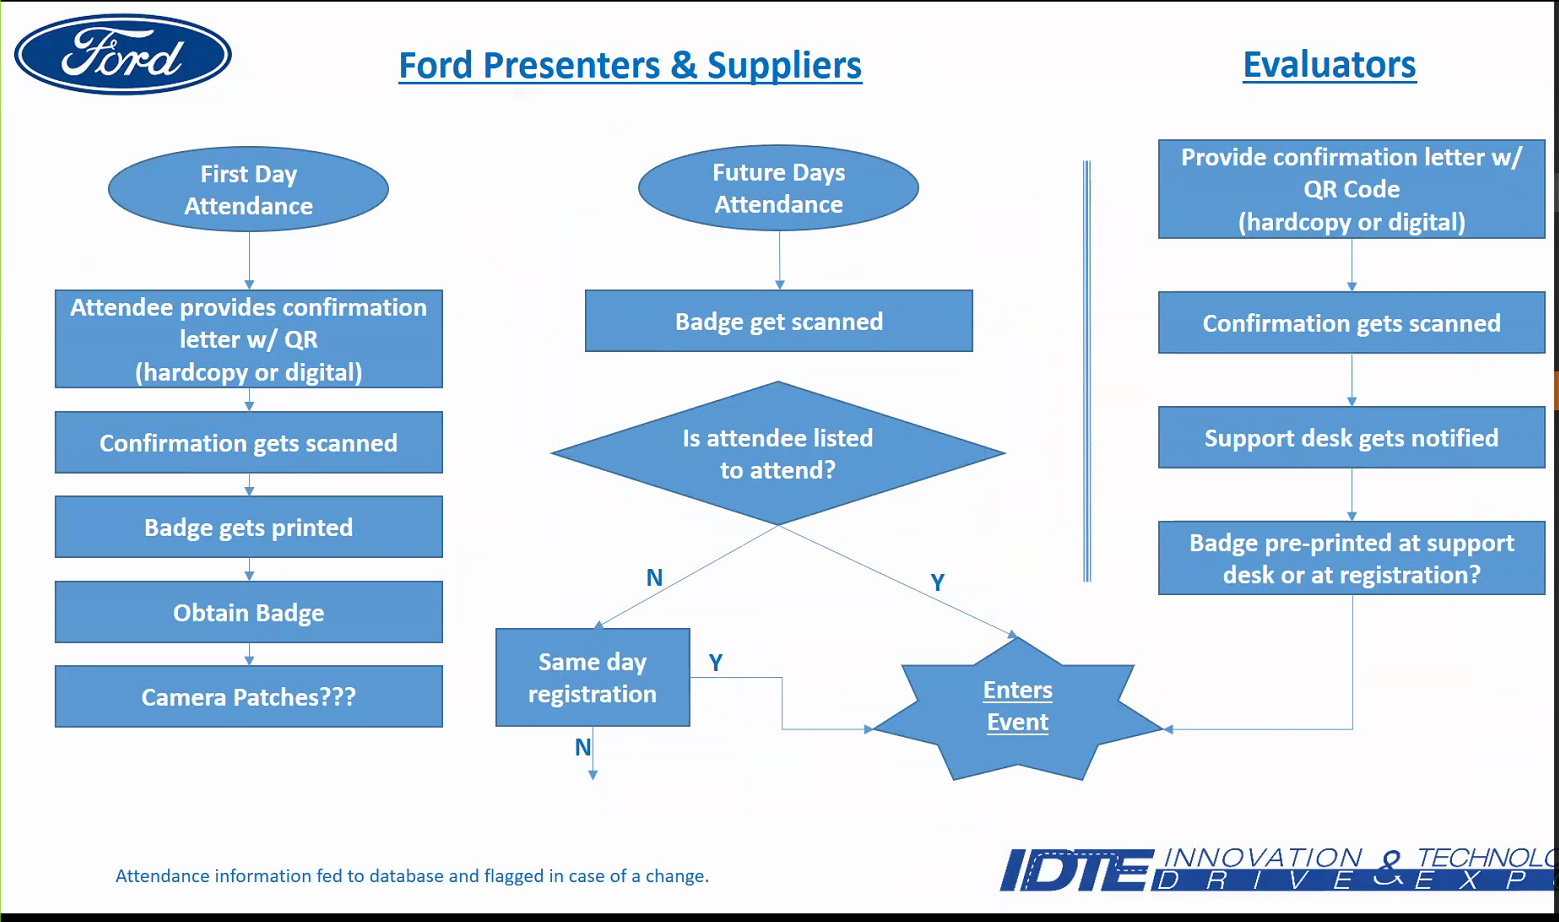 Ford
Ford Presenters & Suppliers
Evaluators
First Day
Attendance
Attendee provides confirmation
letter w/ QR
(hardcopy or digital)
Confirmation gets scanned
Badge gets printed
Obtain Badge
Camera Patches???
Future Days
Attendance
Badge get scanned
Is attendee listed
to attend?
N
Y
Same day
registration
Y
N
Enters
Event
Provide confirmation letter w/
QR Code
(hardcopy or digital)
Confirmation gets scanned
Support desk gets notified
Badge pre-printed at support
desk or at registration?
Attendance information fed to database and flagged in case of a change.
IDTE INNOVATION & TECHNOLO
DRIVE EXP